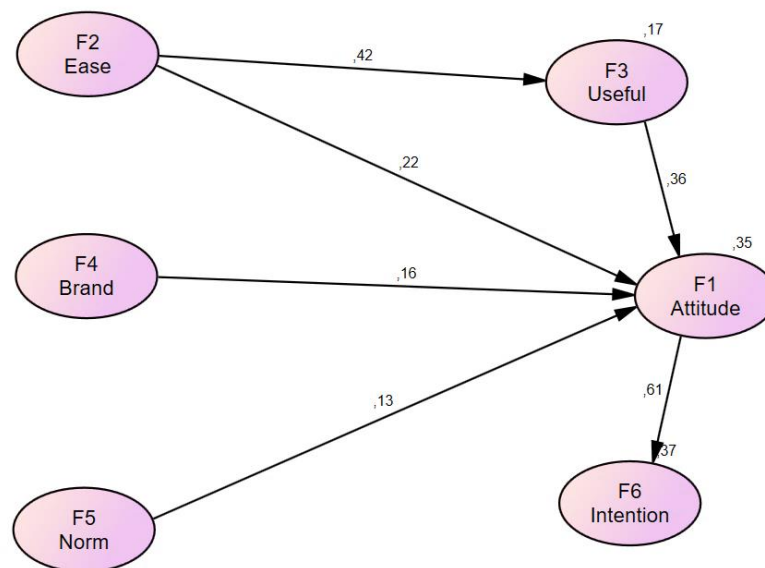 F2
Ease
,42
,17
F3
Useful
,22
,36
F4
Brand
,16
,35
F1
Attitude
,13
,61
,37
F5
Norm
F6
Intention